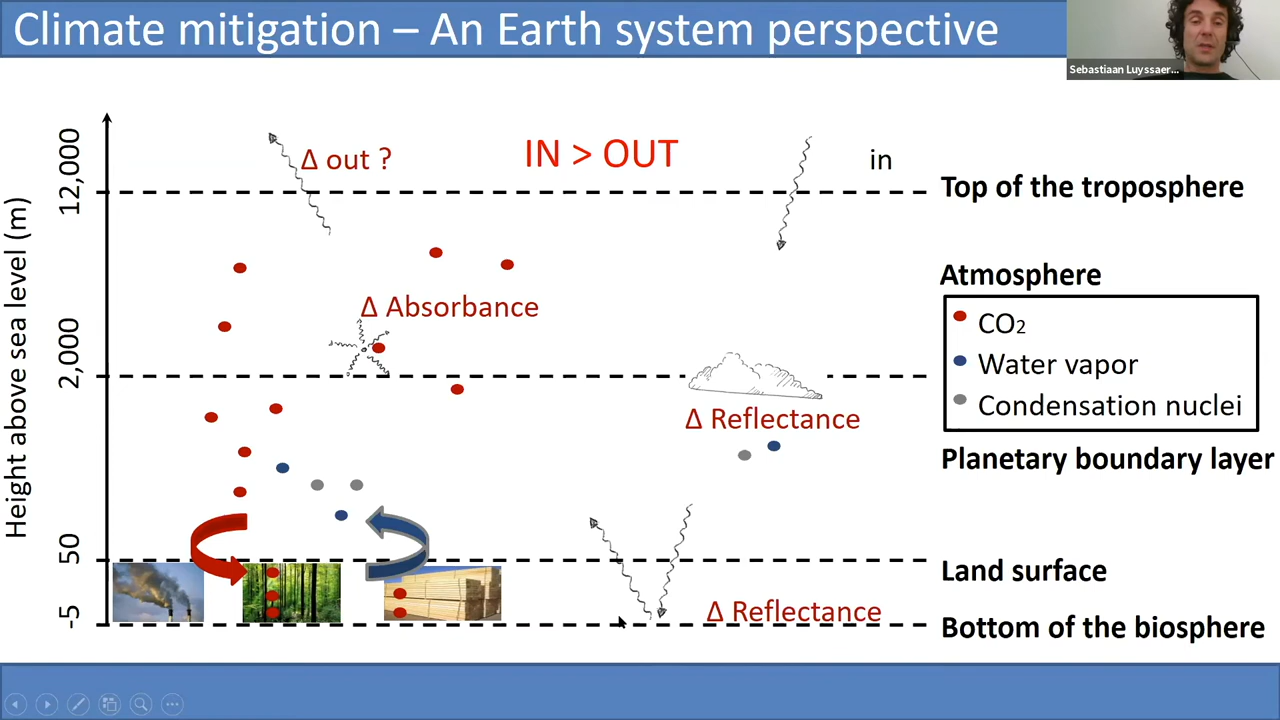 Climate mitigation – An Earth system perspective
Sebastiaan Luyssaer...
Height above sea level (m)
12,000
2,000
50
-5
Δ out ?
IN > OUT
in
Top of the troposphere
Δ Absorbance
Atmosphere
CO2
Water vapor
Condensation nuclei
Δ Reflectance
Planetary boundary layer
Land surface
Δ Reflectance
Bottom of the biosphere